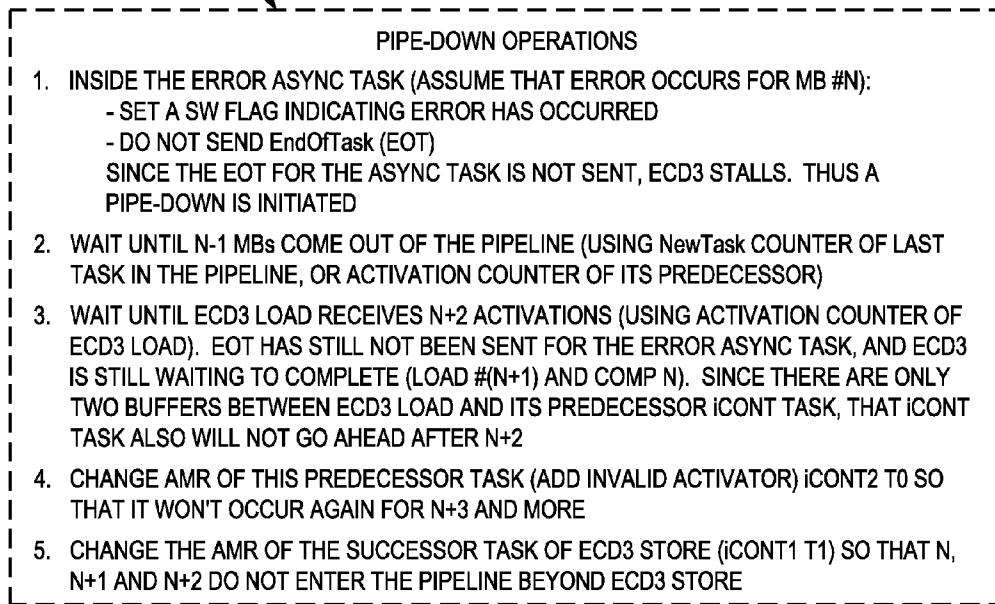 PIPE-DOWN OPERATIONS
1. INSIDE THE ERROR ASYNC TASK (ASSUME THAT ERROR OCCURS FOR MB #N):
- SET A SW FLAG INDICATING ERROR HAS OCCURRED
- DO NOT SEND EndOfTask (EOT)
SINCE THE EOT FOR THE ASYNC TASK IS NOT SENT, ECD3 STALLS. THUS A
PIPE-DOWN IS INITIATED
2. WAIT UNTIL N-1 MBs COME OUT OF THE PIPELINE (USING NewTask COUNTER OF LAST
TASK IN THE PIPELINE, OR ACTIVATION COUNTER OF ITS PREDECESSOR)
3. WAIT UNTIL ECD3 LOAD RECEIVES N+2 ACTIVATIONS (USING ACTIVATION COUNTER OF
ECD3 LOAD). EOT HAS STILL NOT BEEN SENT FOR THE ERROR ASYNC TASK, AND ECD3
IS STILL WAITING TO COMPLETE (LOAD #(N+1) AND COMP N). SINCE THERE ARE ONLY
TWO BUFFERS BETWEEN ECD3 LOAD AND ITS PREDECESSOR iCONT TASK, THAT iCONT
TASK ALSO WILL NOT GO AHEAD AFTER N+2
4. CHANGE AMR OF THIS PREDECESSOR TASK (ADD INVALID ACTIVATOR) iCONT2 T0 SO
THAT IT WON'T OCCUR AGAIN FOR N+3 AND MORE
5. CHANGE THE AMR OF THE SUCCESSOR TASK OF ECD3 STORE (iCONT1 T1) SO THAT N,
N+1 AND N+2 DO NOT ENTER THE PIPELINE BEYOND ECD3 STORE